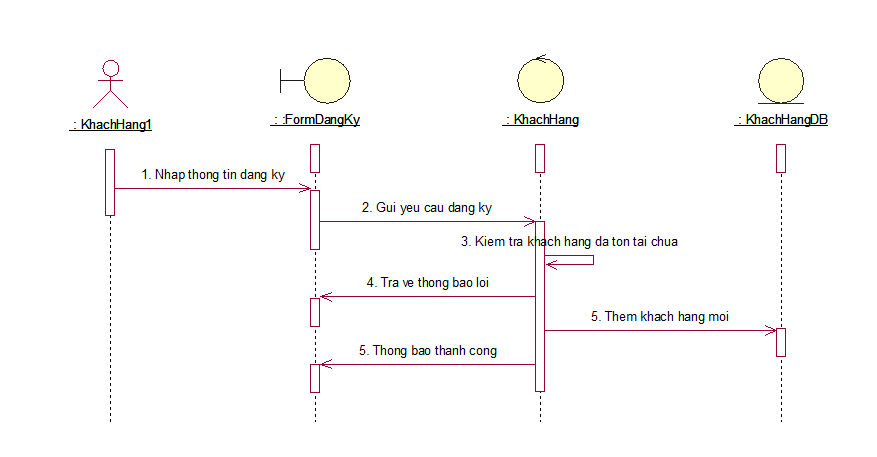 : KhachHang1
: :FormDangKy
: KhachHang
: KhachHangDB
1. Nhap thong tin dang ky
2. Gui yeu cau dang ky
3. Kiem tra khach hang da ton tai chua
4. Tra ve thong bao loi
5. Them khach hang moi
5. Thong bao thanh cong